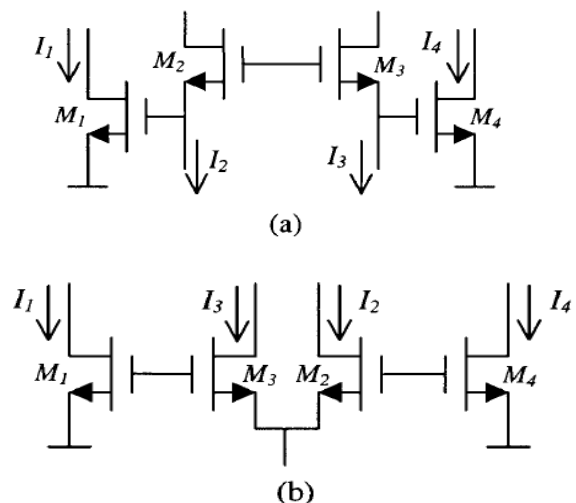 I1 M2 M3 I4
M1 M4
I2 I3
(a)
I1 I3 I2 I4
M1 M3 M2 M4
(b)